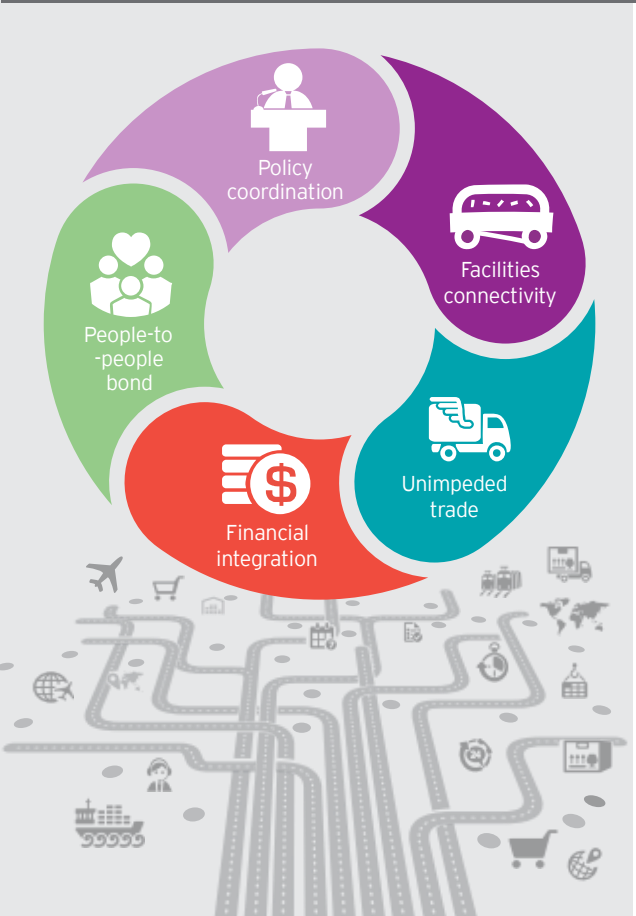 Policy
coordination
Facilities
connectivity
Unimpeded
trade
$
Financial
integration
People-to
-people
bond